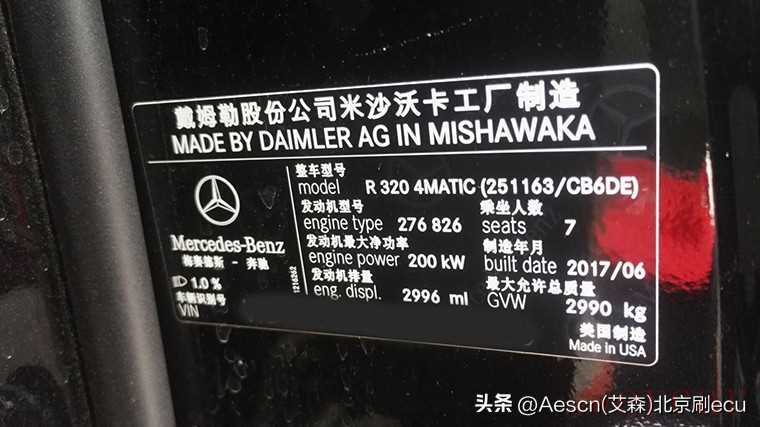 戴姆勒股份公司米沙沃卡工厂制造
MADE BY DAIMLER AG IN MISHAWAKA
整车型号
model R 320 4MATIC (251163/CB6DE)
发动机型号 乘坐人数
engine type 276 826 seats 7
发动机最大净功率 制造年月
engine power 200 kW built date 2017/06
发动机排量 最大允许总质量
eng. displ. 2996 ml GVW 2990 kg
Mercedes-Benz
梅赛德斯 - 奔驰
1.0 %
车辆识别号
VIN
美国制造
Made in USA
头条 @Aescn(艾森)北京刷ecu